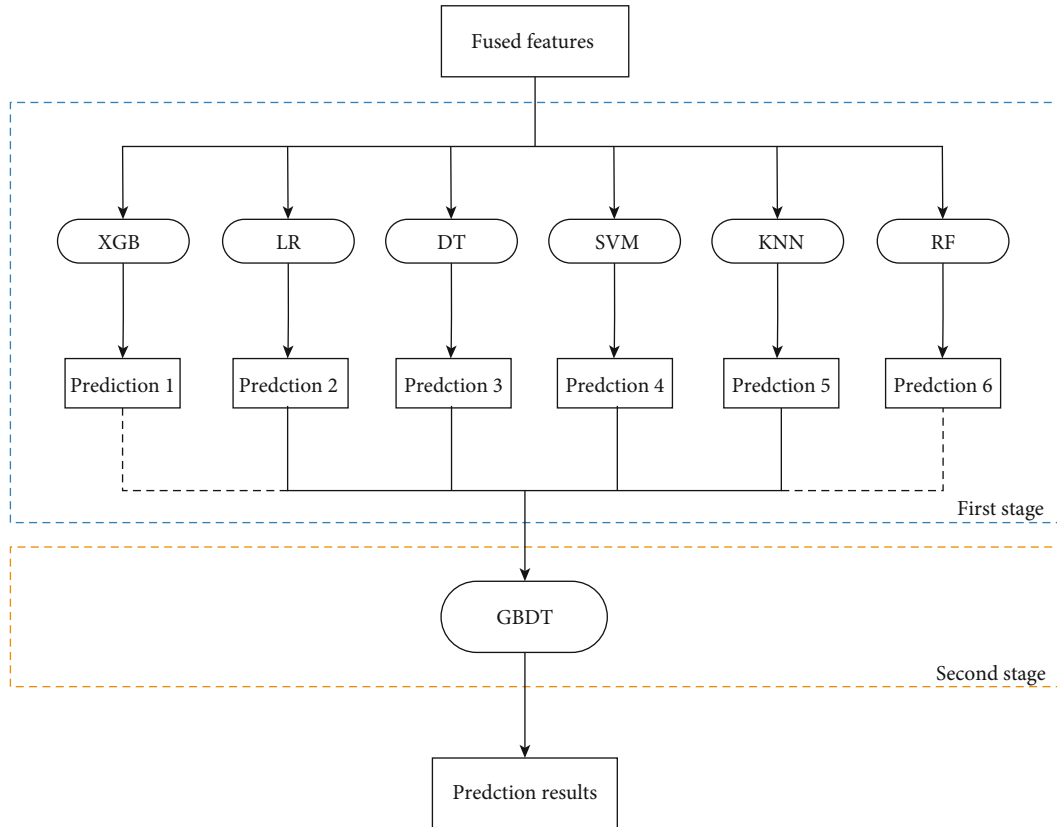 Fused features
XGB
LR
DT
SVM
KNN
RF
Predction 1
Predction 2
Predction 3
Predction 4
Predction 5
Predction 6
First stage
GBDT
Second stage
Predction results